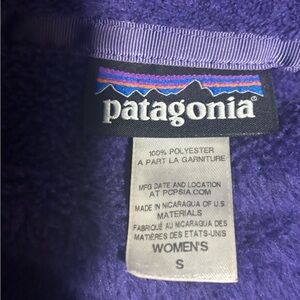 patagonia®
100% POLYESTER
A PART LA GARNITURE
MFG DATE AND LOCATION
AT PCPSIA.COM
MADE IN NICARAGUA OF U.S.
MATERIALS
FABRIQUÉ AU NICARAGUA DES
MATIÈRES DES ETATS-UNIS
WOMEN'S
S